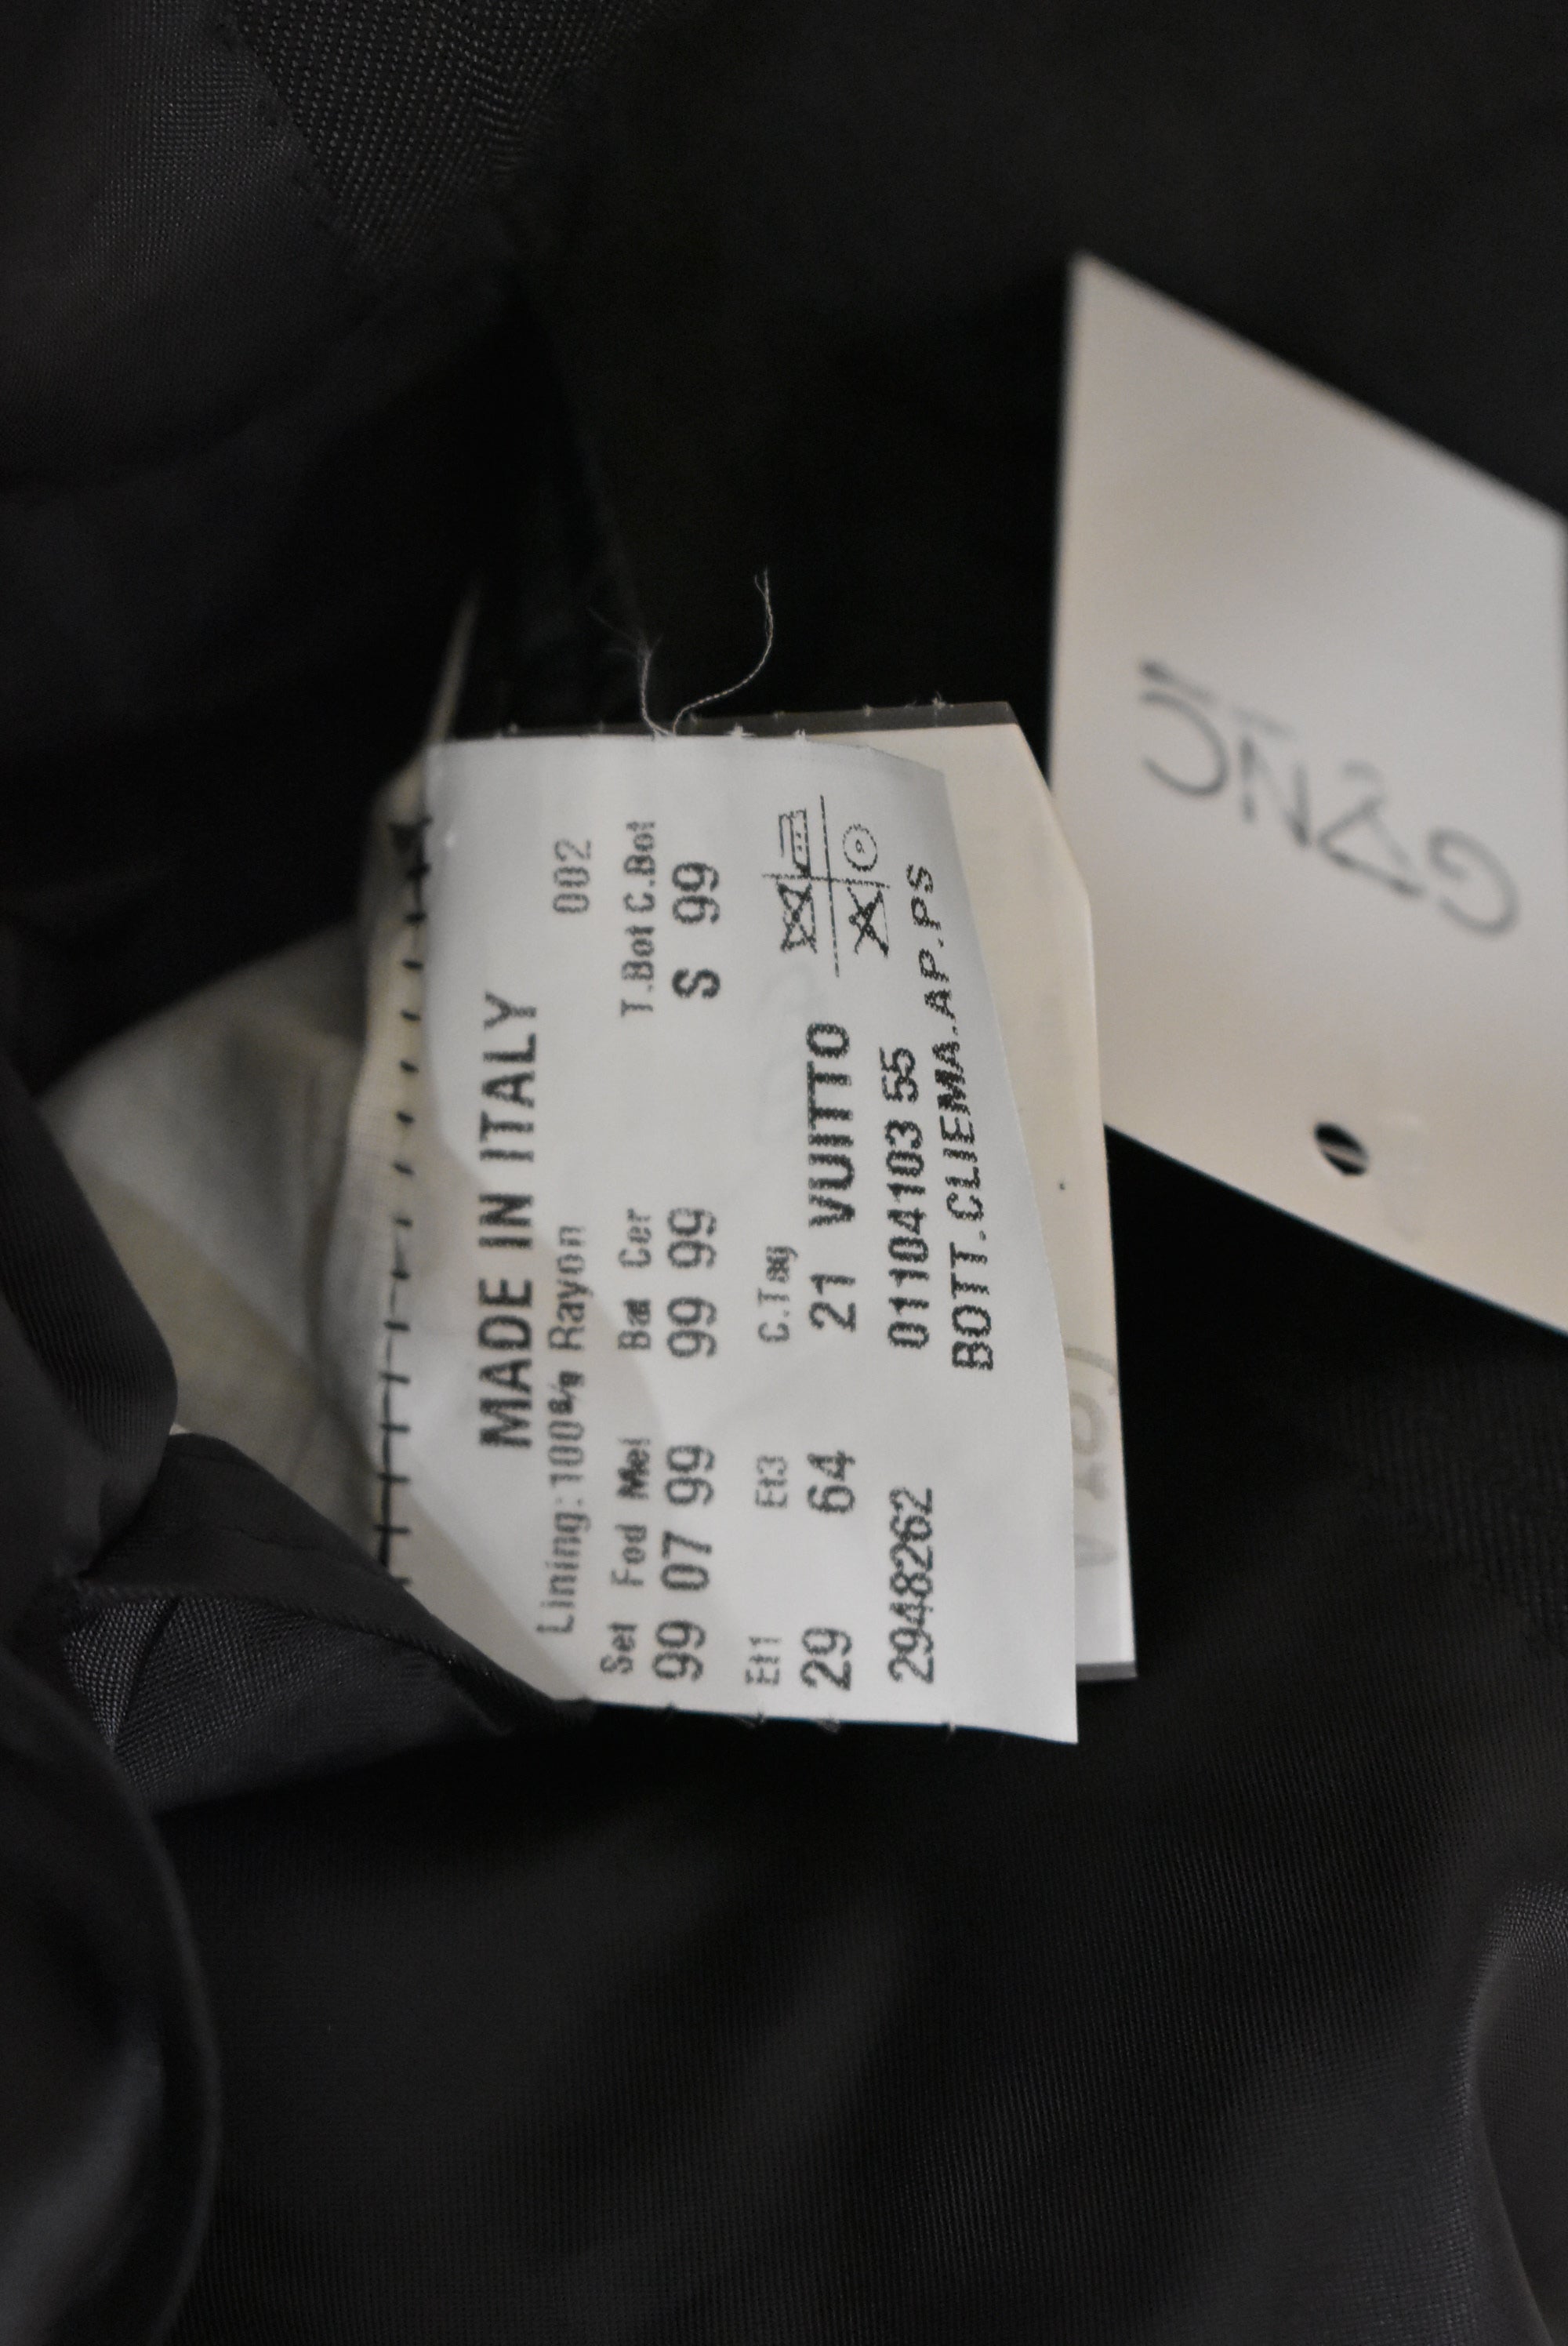 MADE IN ITALY
Lining: 100% Rayon 002
Set Fod Mel Bat Cer T.Bot C.Bot
99 07 99 99 99 S 99
Et1 Et3 C.Tag
29 64 21 VUITTO
2948262 01104103 55
BOTT.CLIEMA.AP.PS